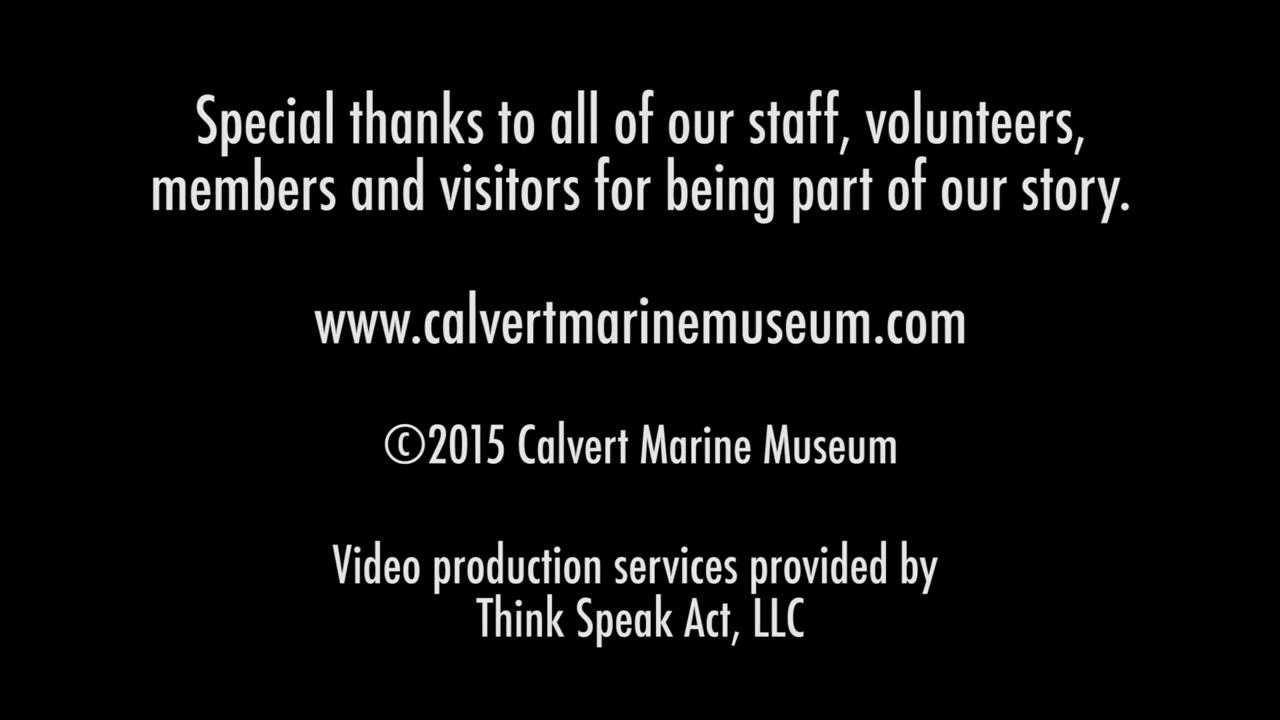 Special thanks to all of our staff, volunteers,
members and visitors for being part of our story.
www.calvertmarinemuseum.com
©2015 Calvert Marine Museum
Video production services provided by
Think Speak Act, LLC